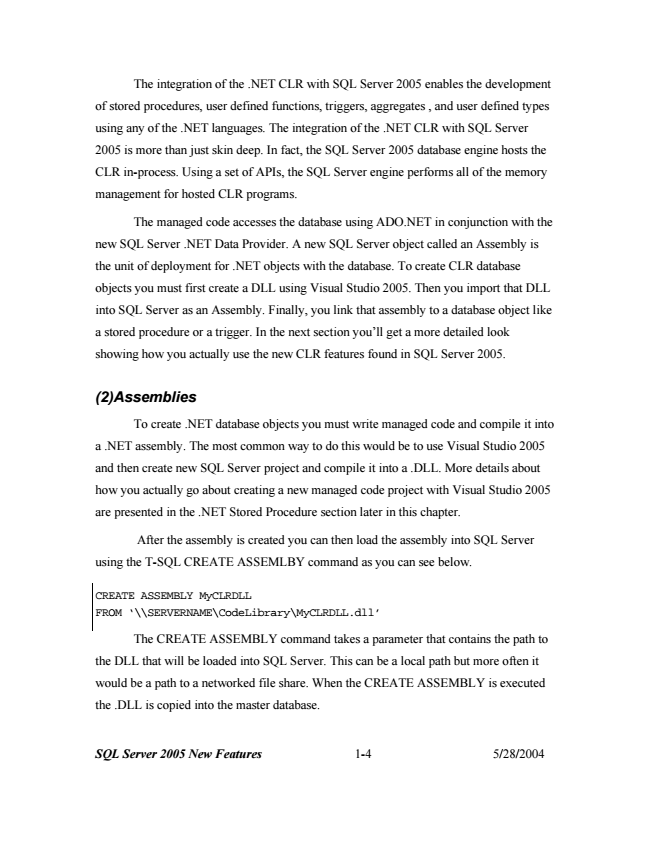 The integration of the .NET CLR with SQL Server 2005 enables the development
of stored procedures, user defined functions, triggers, aggregates , and user defined types
using any of the .NET languages. The integration of the .NET CLR with SQL Server
2005 is more than just skin deep. In fact, the SQL Server 2005 database engine hosts the
CLR in-process. Using a set of APIs, the SQL Server engine performs all of the memory
management for hosted CLR programs.
The managed code accesses the database using ADO.NET in conjunction with the
new SQL Server .NET Data Provider. A new SQL Server object called an Assembly is
the unit of deployment for .NET objects with the database. To create CLR database
objects you must first create a DLL using Visual Studio 2005. Then you import that DLL
into SQL Server as an Assembly. Finally, you link that assembly to a database object like
a stored procedure or a trigger. In the next section you’ll get a more detailed look
showing how you actually use the new CLR features found in SQL Server 2005.
(2)Assemblies
To create .NET database objects you must write managed code and compile it into
a .NET assembly. The most common way to do this would be to use Visual Studio 2005
and then create new SQL Server project and compile it into a .DLL. More details about
how you actually go about creating a new managed code project with Visual Studio 2005
are presented in the .NET Stored Procedure section later in this chapter.
After the assembly is created you can then load the assembly into SQL Server
using the T-SQL CREATE ASSEMLBY command as you can see below.
CREATE ASSEMBLY MyCLRDLL
FROM ‘\\SERVERNAME\CodeLibrary\MyCLRDLL.dll’
The CREATE ASSEMBLY command takes a parameter that contains the path to
the DLL that will be loaded into SQL Server. This can be a local path but more often it
would be a path to a networked file share. When the CREATE ASSEMBLY is executed
the .DLL is copied into the master database.
SQL Server 2005 New Features 1-4 5/28/2004